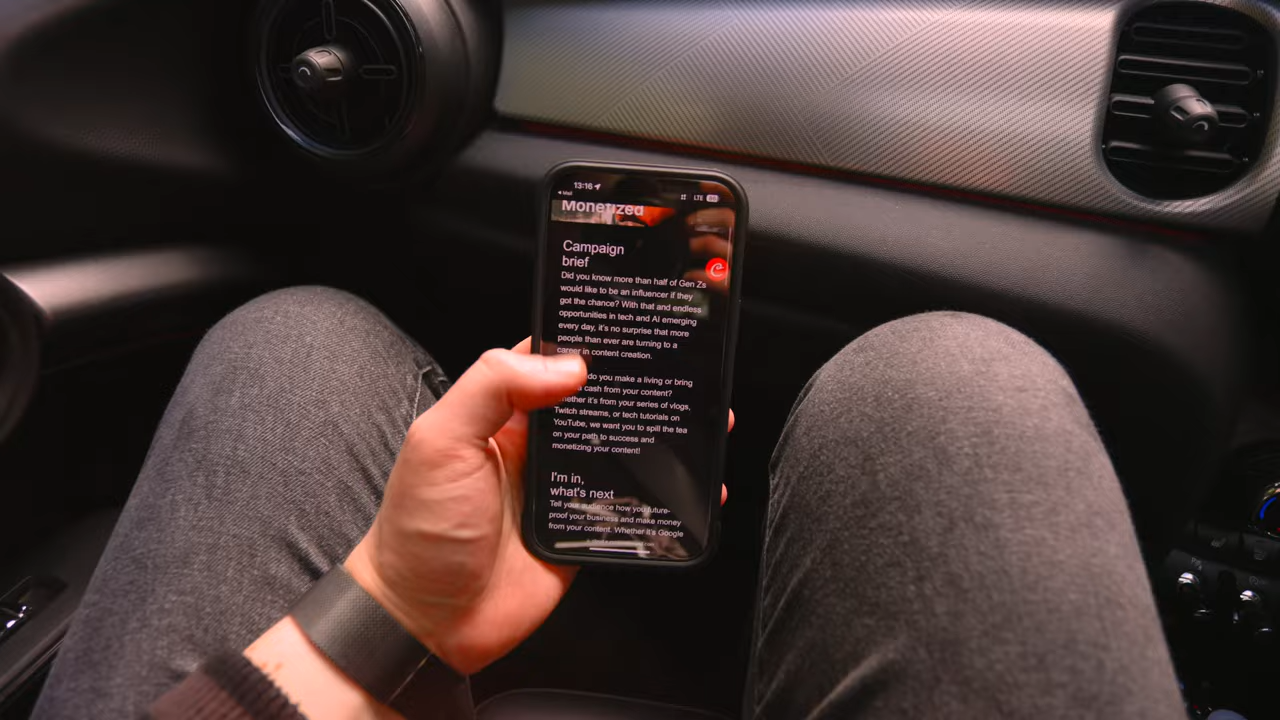 13:16
Mail
LTE
Monetized
Campaign
brief
Did you know more than half of Gen Zs
would like to be an influencer if they
got the chance? With that and endless
opportunities in tech and AI emerging
every day, it's no surprise that more
people than ever are turning to a
career in content creation.
do you make a living or bring
cash from your content?
Whether it's from your series of vlogs,
Twitch streams, or tech tutorials on
YouTube, we want you to spill the tea
on your path to success and
monetizing your content!
I'm in,
what's next
Tell your audience how you future-
proof your business and make money
from your content. Whether it's Google